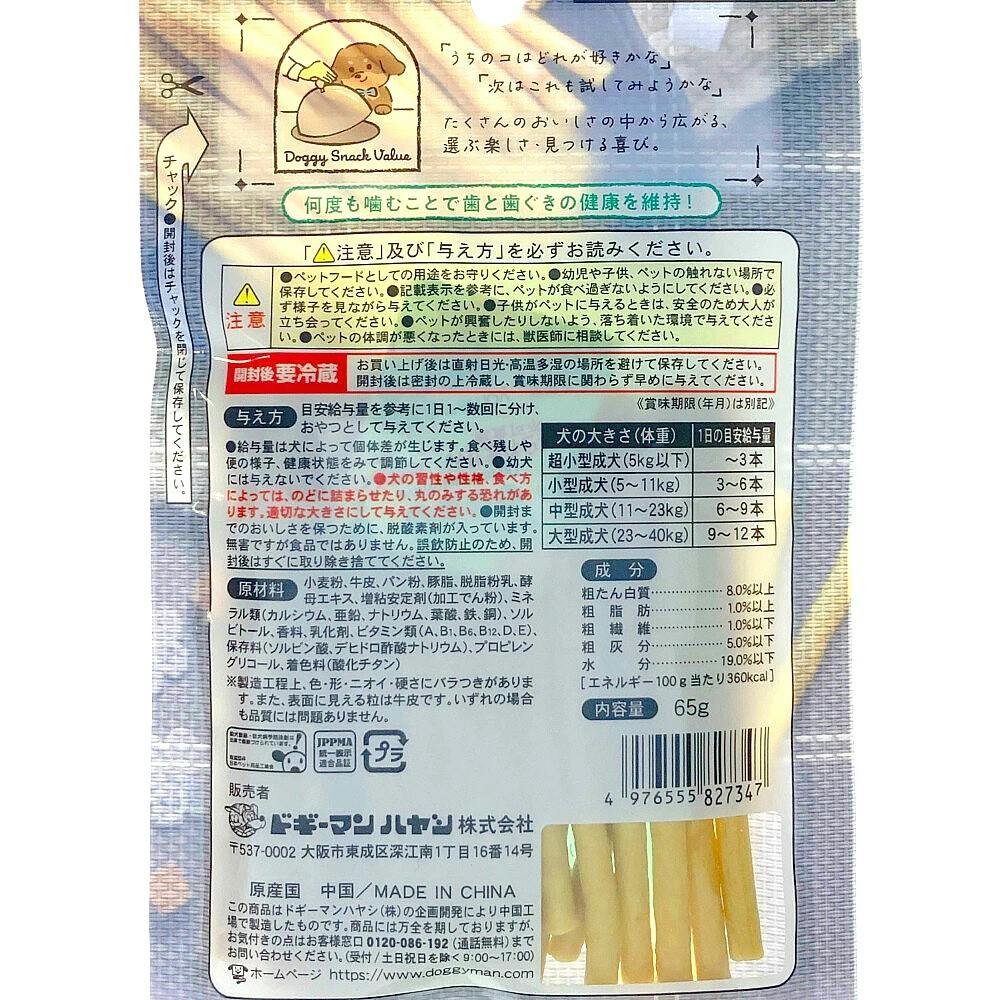 「うちのコはどれが好きかな」
「次はこれも試してみようかな」
たくさんのおいしさの中から広がる、
選ぶ楽しさ・見つける喜び。
Doggy Snack Value
チャック●開封後はチャックを閉じて保存してください。
何度も噛むことで歯と歯ぐきの健康を維持!
「⚠注意」及び「与え方」を必ずお読みください。
注意
●ペットフードとしての用途をお守りください。●幼児や子供、ペットの触れない場所で
保存してください。●記載表示を参考に、ペットが食べ過ぎないようにしてください。●必
ず様子を見ながら与えてください。●子供がペットに与えるときは、安全のため大人が
立ち会ってください。●ペットが興奮したりしないよう、落ち着いた環境で与えてくださ
い。●ペットの体調が悪くなったときには、獣医師に相談してください。
開封後要冷蔵
お買い上げ後は直射日光・高温多湿の場所を避けて保存してください。
開封後は密封の上冷蔵し、賞味期限に関わらず早めに与えてください。
《賞味期限(年月)は別記》
与え方
目安給与量を参考に1日1〜数回に分け、
おやつとして与えてください。
●給与量は犬によって個体差が生じます。食べ残しや
便の様子、健康状態をみて調節してください。●幼犬
には与えないでください。●犬の習性や性格、食べ方
によっては、のどに詰まらせたり、丸のみする恐れがあ
ります。適切な大きさにして与えてください。●開封ま
でのおいしさを保つために、脱酸素剤が入っています。
無害ですが食品ではありません。誤飲防止のため、開
封後はすぐに取り除き捨ててください。
犬の大きさ(体重) 1日の目安給与量
超小型成犬(5kg以下) 〜3本
小型成犬(5〜11kg) 3〜6本
中型成犬(11〜23kg) 6〜9本
大型成犬(23〜40kg) 9〜12本
原材料
小麦粉、牛皮、パン粉、豚脂、脱脂粉乳、酵
母エキス、増粘安定剤(加工でん粉)、ミネ
ラル類(カルシウム、亜鉛、ナトリウム、葉酸、鉄、銅)、ソル
ビトール、香料、乳化剤、ビタミン類(A、B1、B6、B12、D、E)、
保存料(ソルビン酸、デヒドロ酢酸ナトリウム)、プロピレン
グリコール、着色料(酸化チタン)
※製造工程上、色・形・ニオイ・硬さにバラつきがありま
す。また、表面に見える粒は牛皮です。いずれの場合
も品質には問題ありません。
成分
粗たん白質 8.0%以上
粗脂肪 1.0%以上
粗繊維 1.0%以下
粗灰分 5.0%以下
水分 19.0%以下
[エネルギー100g当たり360kcal]
内容量 65g
JPPMA
統一表示
適合品証
プラ
4 976555 827347
販売者
ドギーマンハヤシ株式会社
〒537-0002 大阪市東成区深江南1丁目16番14号
原産国 中国/MADE IN CHINA
この商品はドギーマンハヤシ(株)の企画開発により中国工
場で製造したものです。商品には万全を期しておりますが、
お気付きの点はお客様窓口0120-086-192(通話無料)まで
お問い合わせください。(受付/土日祝日を除く9:00〜17:00)
ホームページ https://www.doggyman.com